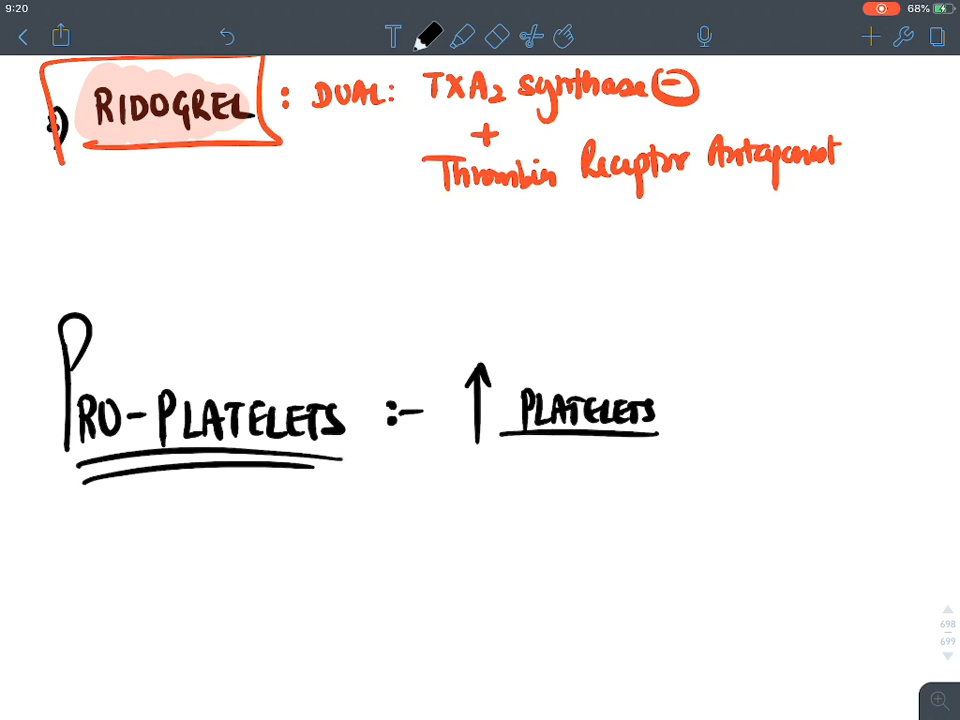 9:20
68%
T
RIDOGREL : DUAL: TXA₂ synthase ⊖
+
Thrombin Receptor Antagonist
PRO-PLATELETS :- ↑ PLATELETS
698
699